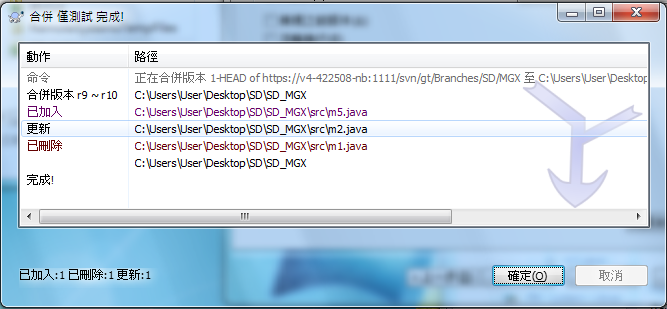 合併 僅測試 完成!
動作 路徑
命令 正在合併版本 1-HEAD of https://v4-422508-nb:1111/svn/gt/Branches/SD/MGX 至 C:\Users\User\Desktop
合併版本 r9 ~ r10 C:\Users\User\Desktop\SD\SD_MGX
已加入 C:\Users\User\Desktop\SD\SD_MGX\src\m5.java
更新 C:\Users\User\Desktop\SD\SD_MGX\src\m2.java
已刪除 C:\Users\User\Desktop\SD\SD_MGX\src\m1.java
C:\Users\User\Desktop\SD\SD_MGX
完成!
已加入:1 已刪除:1 更新:1
確定(O) 取消